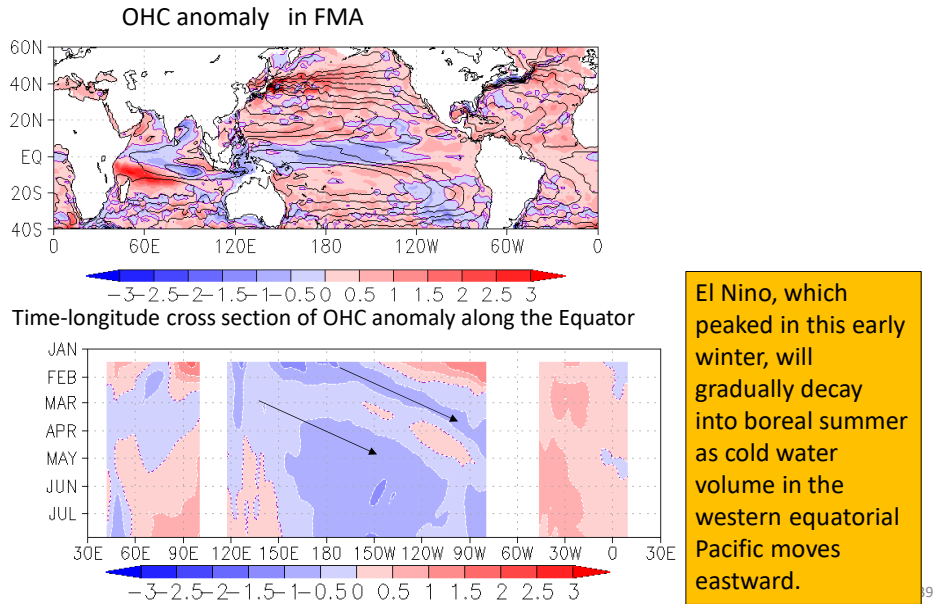 OHC anomaly in FMA
60N
40N
20N
EQ
20S
40S
0 60E 120E 180 120W 60W 0
-3 -2.5 -2 -1.5 -1 -0.5 0 0.5 1 1.5 2 2.5 3
Time-longitude cross section of OHC anomaly along the Equator
JAN
FEB
MAR
APR
MAY
JUN
JUL
30E 60E 90E 120E 150E 180 150W 120W 90W 60W 30W 0 30E
-3 -2.5 -2 -1.5 -1 -0.5 0 0.5 1 1.5 2 2.5 3
El Nino, which
peaked in this early
winter, will
gradually decay
into boreal summer
as cold water
volume in the
western equatorial
Pacific moves
eastward.